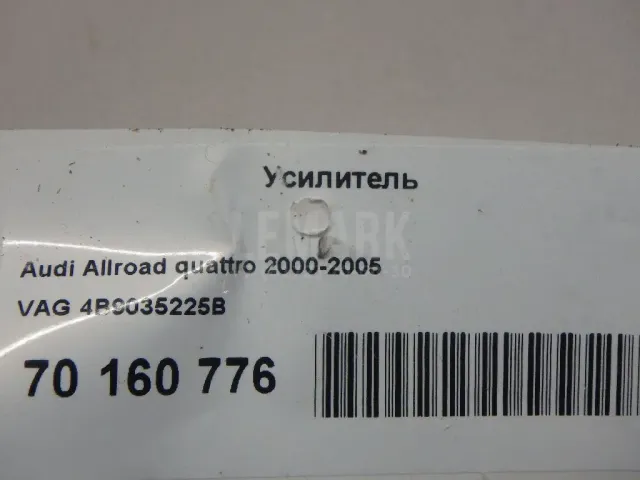 Усилитель
Audi Allroad quattro 2000-2005
VAG 4B9035225B
70 160 776